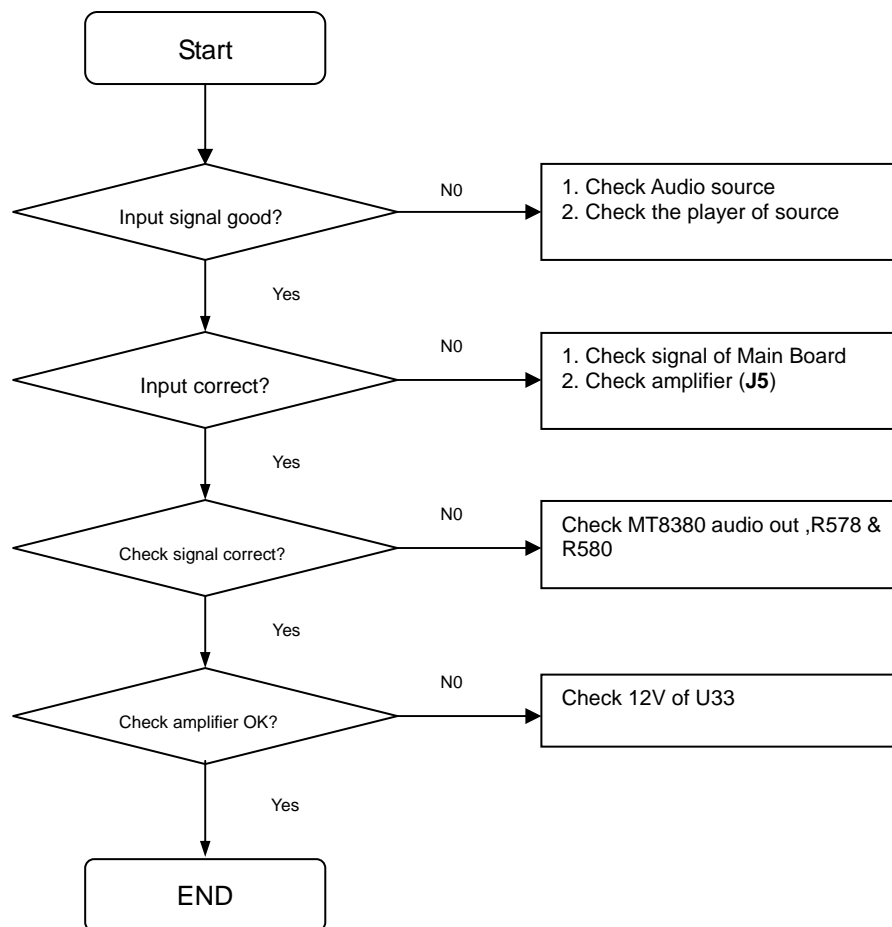 Start
Input signal good?
N0
1. Check Audio source
2. Check the player of source
Yes
Input correct?
N0
1. Check signal of Main Board
2. Check amplifier (J5)
Yes
Check signal correct?
N0
Check MT8380 audio out ,R578 &
R580
Yes
Check amplifier OK?
N0
Check 12V of U33
Yes
END